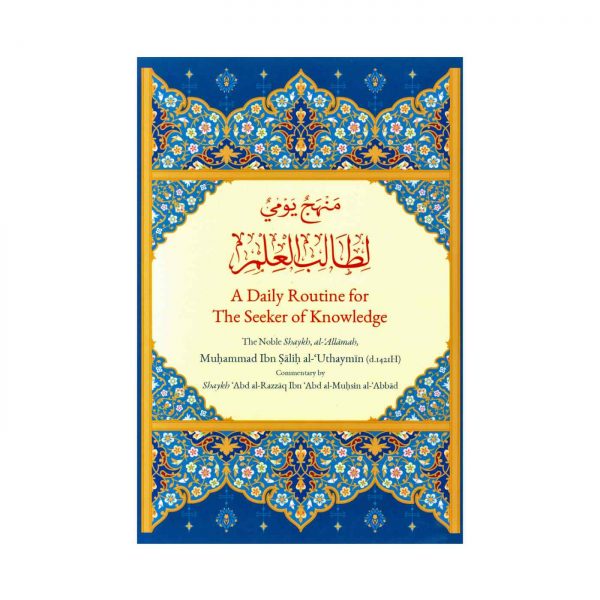 مَنْهَجٌ يَوْمِيٌّ
لِطَالِبِ الْعِلْمِ
A Daily Routine for
The Seeker of Knowledge
The Noble Shaykh, al-ʿAllāmah,
Muḥammad Ibn Ṣāliḥ al-ʿUthaymīn (d.1421H)
Commentary by
Shaykh ʿAbd al-Razzāq Ibn ʿAbd al-Muḥsin al-ʿAbbād